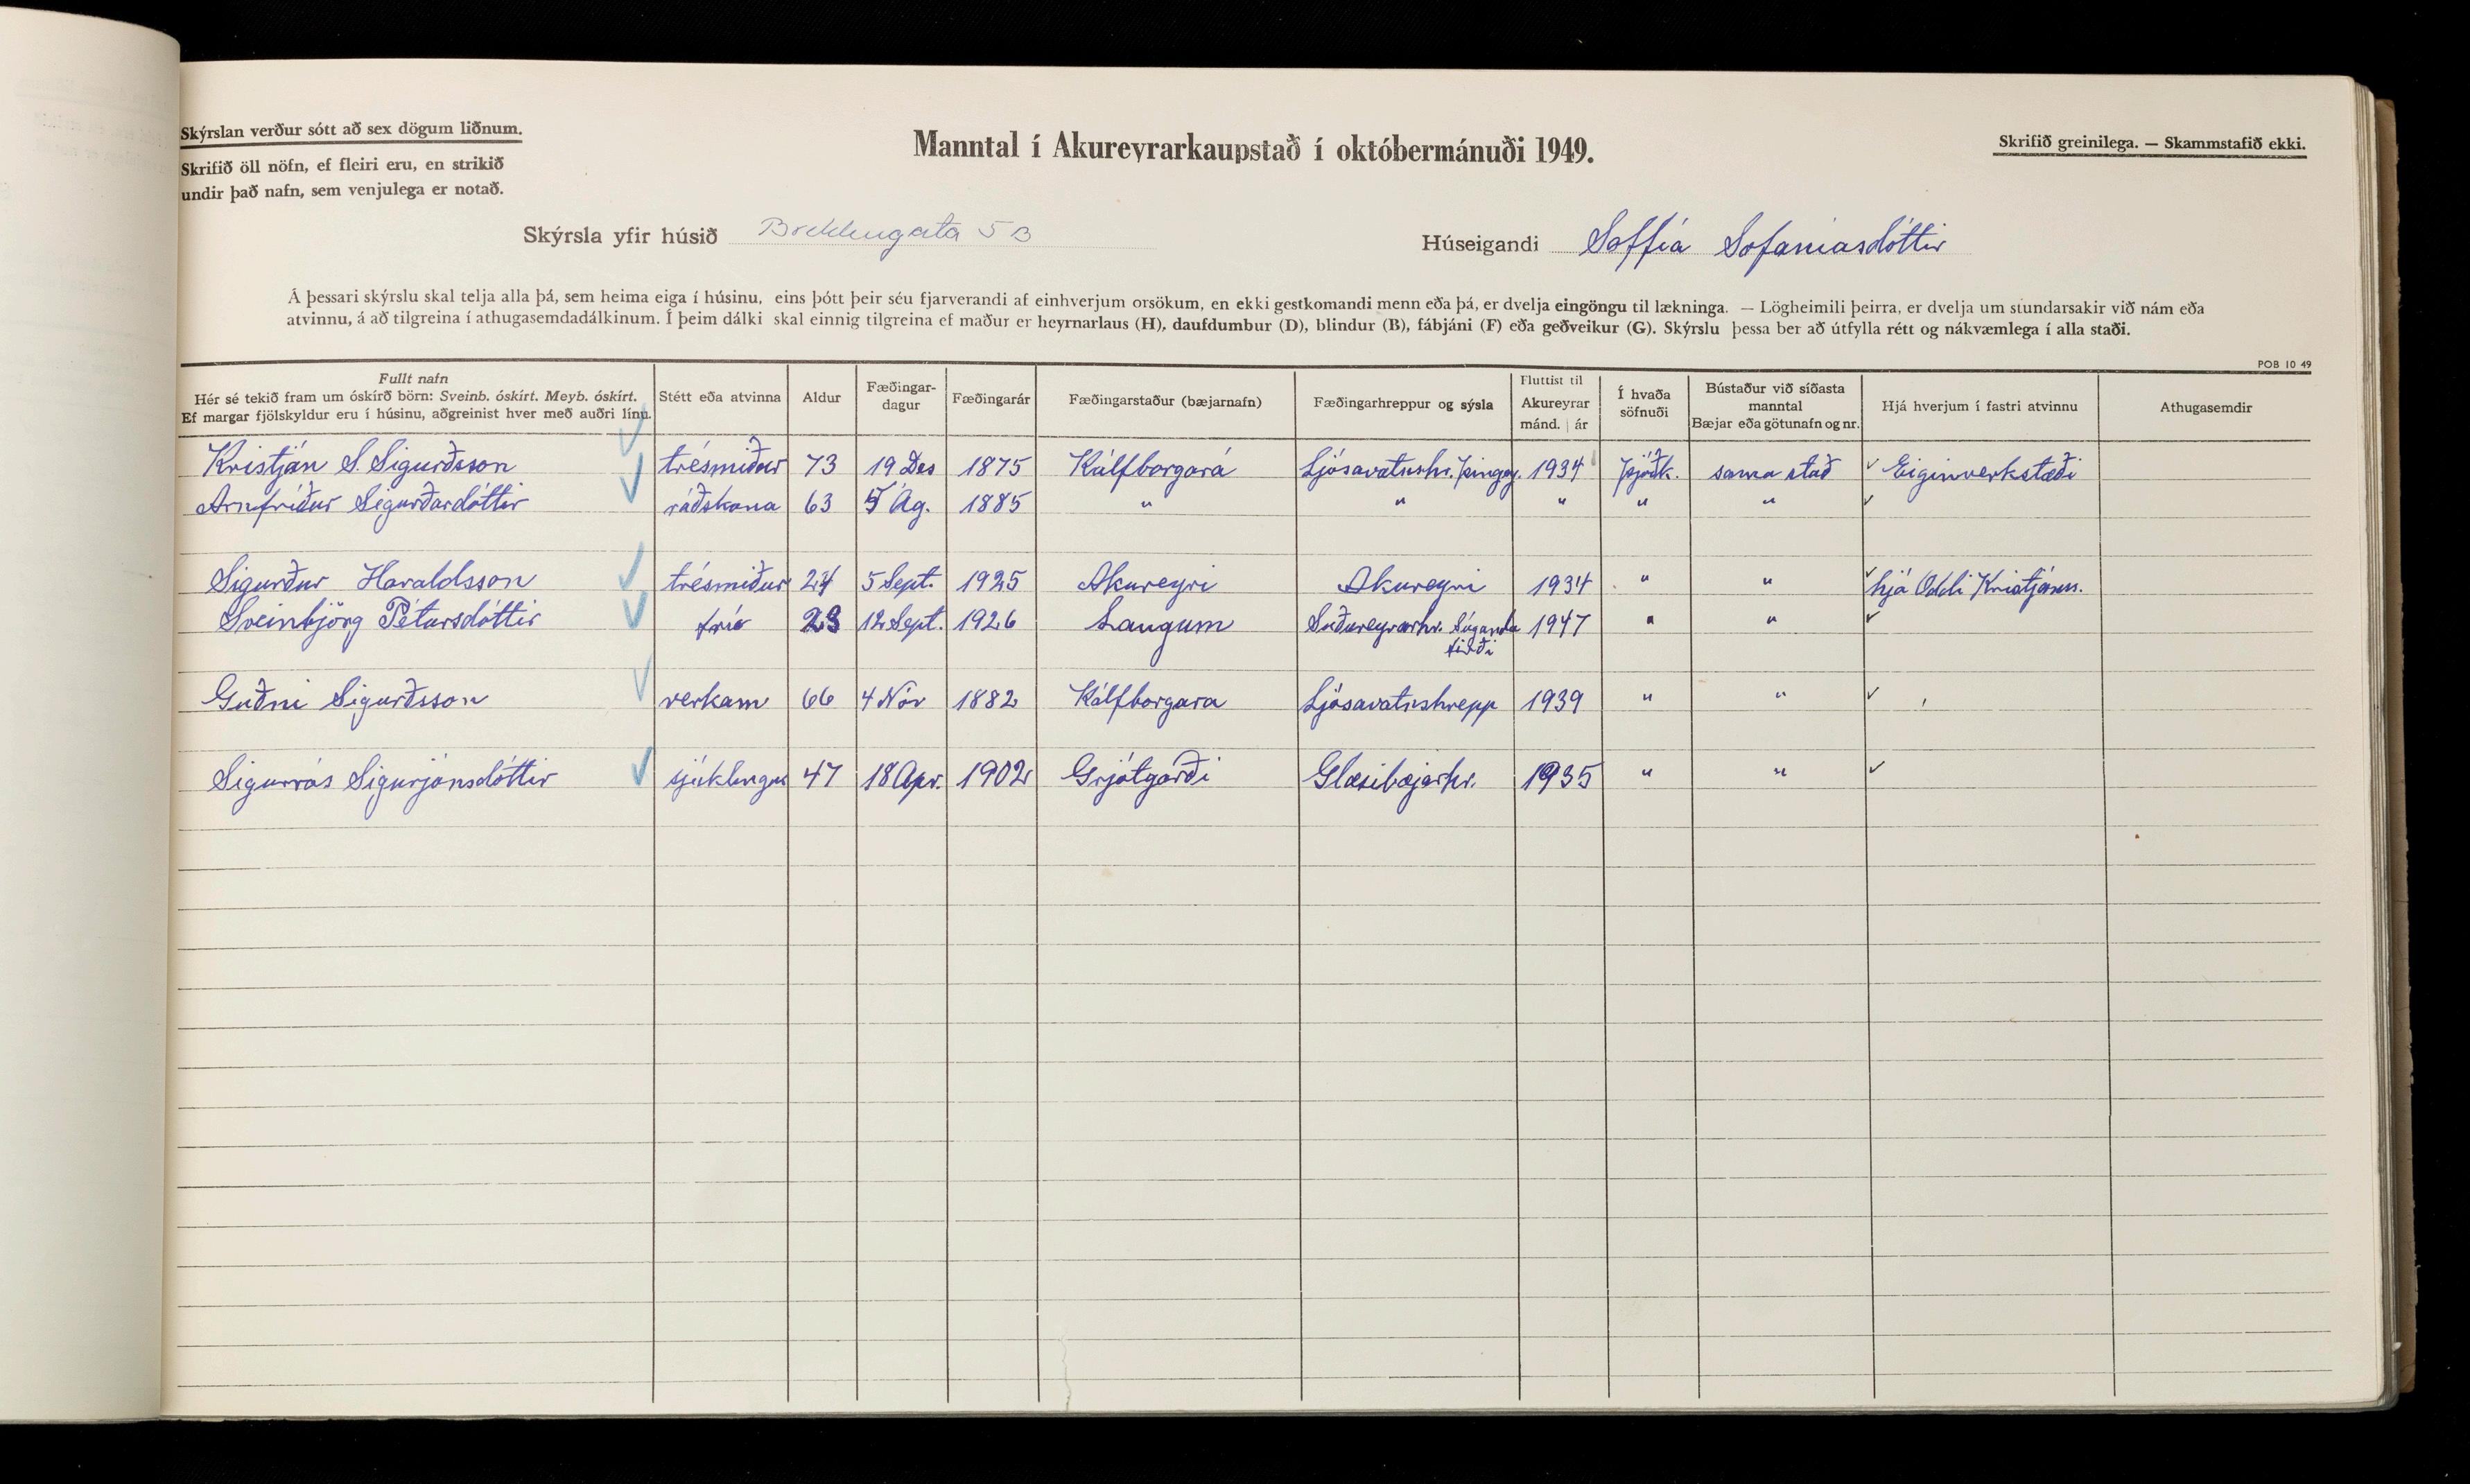 Skýrslan verður sótt að sex dögum liðnum.
Skrifið öll nöfn, ef fleiri eru, en strikið
undir það nafn, sem venjulega er notað.
Manntal í Akureyrarkaupstað í októbermánuði 1949.
Skrifið greinilega. — Skammstafið ekki.
Skýrsla yfir húsið Brekkugata 5 B
Húseigandi Soffía Sofaniasdóttir
Á þessari skýrslu skal telja alla þá, sem heima eiga í húsinu, eins þótt þeir séu fjarverandi af einhverjum orsökum, en ekki gestkomandi menn eða þá, er dvelja eingöngu til lækninga. — Lögheimili þeirra, er dvelja um stundarsakir við nám eða
atvinnu, á að tilgreina í athugasemdadálkinum. Í þeim dálki skal einnig tilgreina ef maður er heyrnarlaus (H), daufdumbur (D), blindur (B), fábjáni (F) eða geðveikur (G). Skýrslu þessa ber að útfylla rétt og nákvæmlega í alla staði.
POB 10 49
Fullt nafn
Hér sé tekið fram um óskírð börn: Sveinb. óskírt. Meyb. óskírt.
Ef margar fjölskyldur eru í húsinu, aðgreinist hver með auðri línu.
Stétt eða atvinna
Aldur
Fæðingar-
dagur
Fæðingarár
Fæðingarstaður (bæjarnafn)
Fæðingarhreppur og sýsla
Fluttist til
Akureyrar
mánd. | ár
Í hvaða
söfnuði
Bústaður við síðasta
manntal
Bæjar eða götunafn og nr.
Hjá hverjum í fastri atvinnu
Athugasemdir
Kristján S. Sigurðsson ✓ trésmiður 73 19 Des 1875 Kálfborgará Ljósavatnshr. Þingey. 1934 Þjóðk. sama stað ✓ Eiginverkstæði
Arnfríður Sigurðardóttir ✓ ráðskona 63 5 Ág. 1885 " " " " " ✓
Sigurður Haraldsson ✓ trésmiður 24 5 Sept. 1925 Akureyri Akureyri 1934 " " ✓ hjá Oddi Kristjánss.
Sveinbjörg Pétursdóttir ✓ frú 23 12 Sept. 1926 Laugum Suðureyrarhr. Súganda 1947 " " ✓
firði
Guðni Sigurðsson ✓ verkam 66 4 Nóv 1882 Kálfborgara Ljósavatnshrepp 1939 " " ✓
Sigurrós Sigurjónsdóttir ✓ sjúklingur 47 18 Apr. 1902 Grjótgarði Glæsibæjarhr. 1935 " " ✓